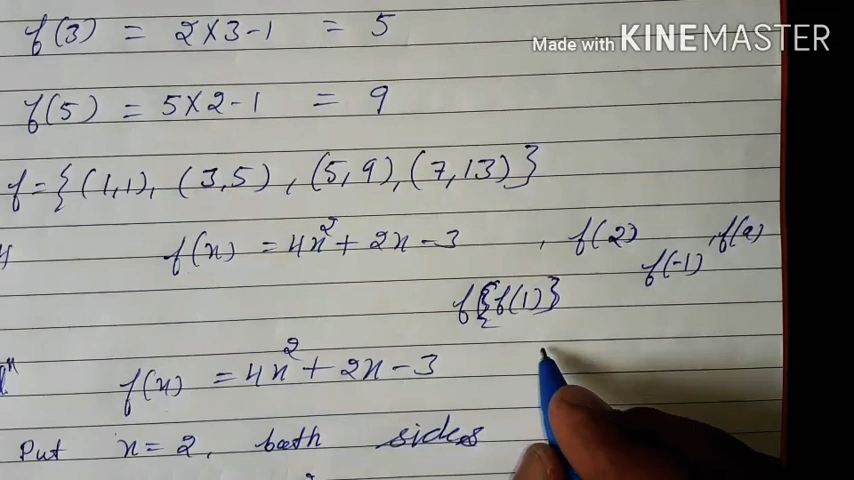 f(3) = 2×3-1 = 5
Made with KINEMASTER
f(5) = 5×2-1 = 9
f = {(1,1), (3,5), (5,9), (7,13)}
f(x) = 4x²+2x-3 , f(2) , f(a)
f(-1)
f{f(1)}
f(x) = 4x²+2x-3
Put x=2, both sides